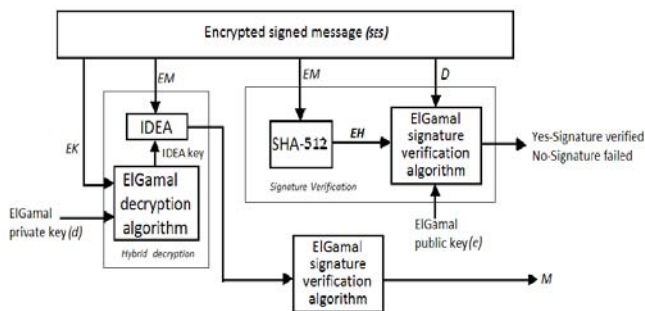 Encrypted signed message (SES)
EM
EM
D
IDEA
EK
IDEA key
ElGamal
decryption
algorithm
ElGamal
private key(d)
Hybrid decryption
SHA-512
EH
ElGamal
signature
verification
algorithm
Signature Verification
Yes-Signature verified
No-Signature failed
ElGamal
public key(e)
ElGamal
signature
verification
algorithm
M